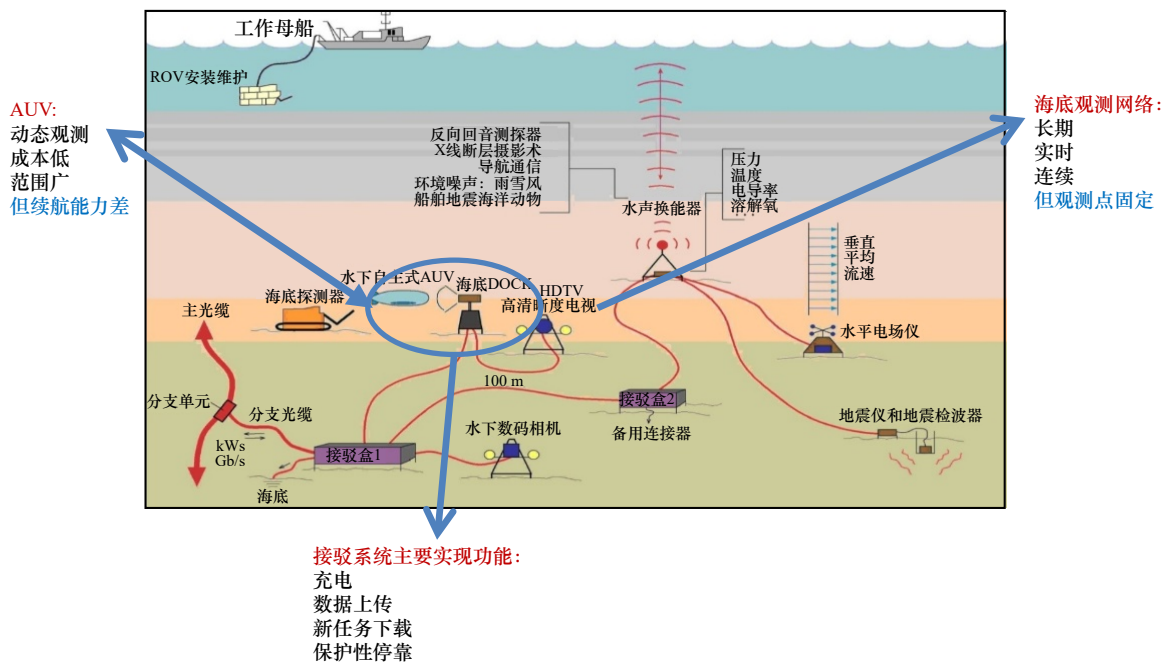 工作母船
ROV安装维护
AUV:
动态观测
成本低
范围广
但续航能力差
海底观测网络:
长期
实时
连续
但观测点固定
反向回音测探器
X线断层摄影术
导航通信
环境噪声: 雨雪风
船舶地震海洋动物
压力
温度
电导率
溶解氧
...
水声换能器
垂直
平均
流速
水下自主式AUV
海底DOCK
HDTV
高清晰度电视
海底探测器
主光缆
水平电场仪
100 m
分支单元
分支光缆
接驳盒2
备用连接器
地震仪和地震检波器
kWs
Gb/s
接驳盒1
水下数码相机
海底
接驳系统主要实现功能:
充电
数据上传
新任务下载
保护性停靠